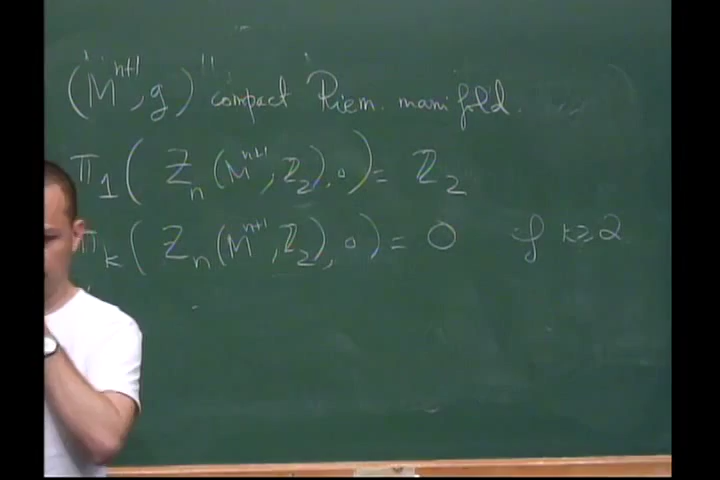 (M^{n+1}, g) compact Riem. manifold.
π_1(Z_n(M^{n+1}, Z_2), 0) = Z_2
π_k(Z_n(M^{n+1}, Z_2), 0) = 0 if k ≥ 2